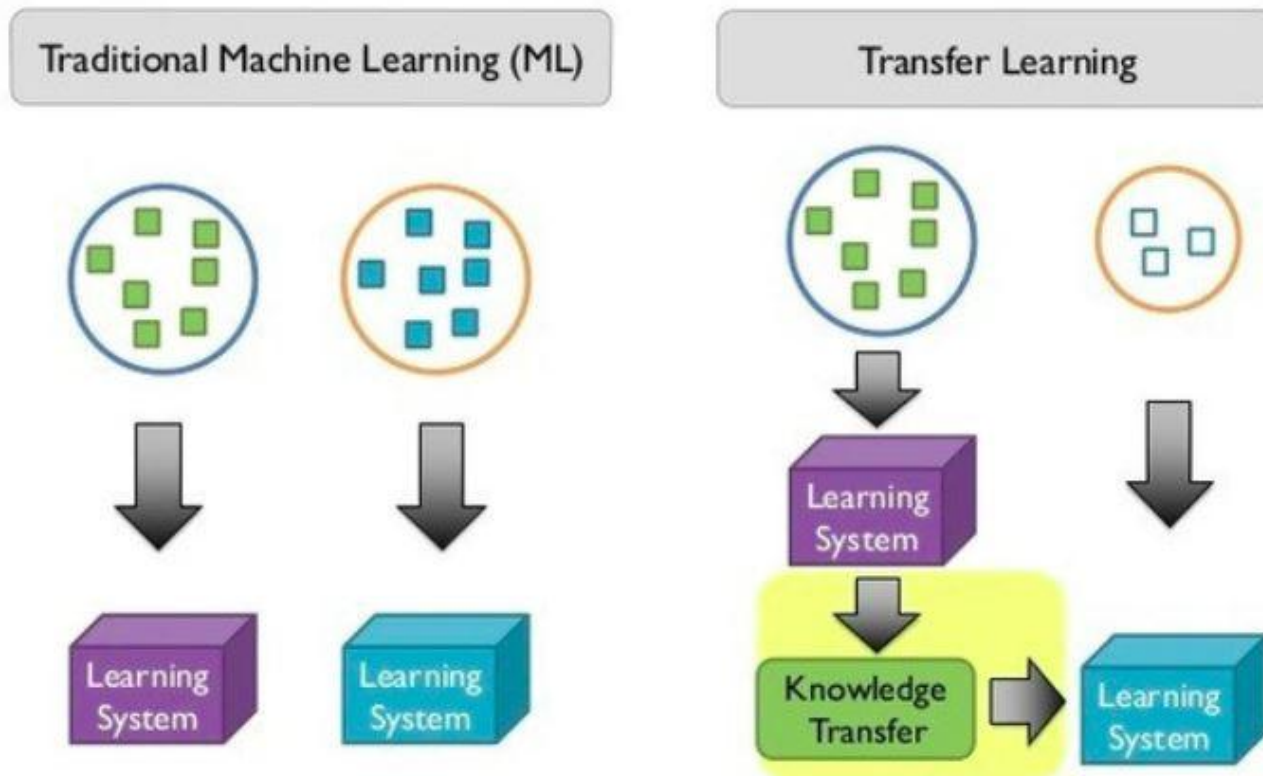 Traditional Machine Learning (ML)
Transfer Learning
Learning
System
Learning
System
Learning
System
Knowledge
Transfer
Learning
System